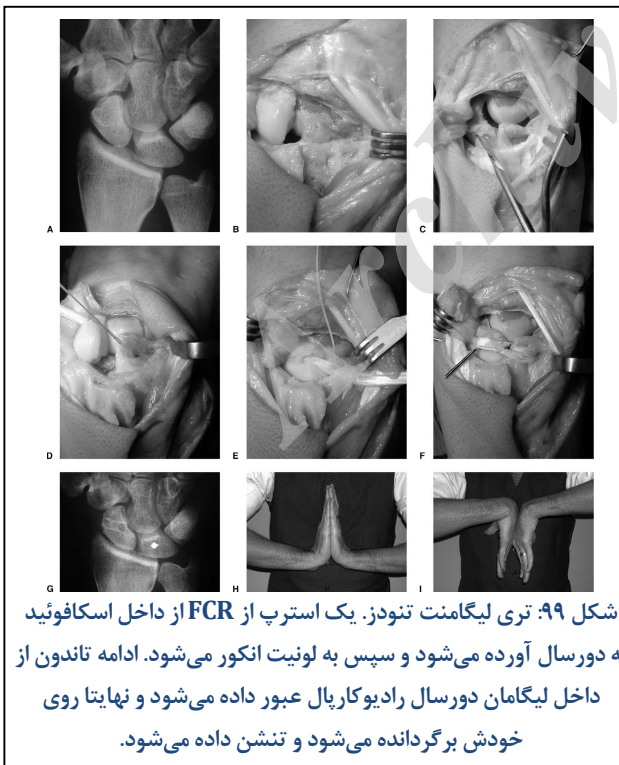 A
B
C
D
E
F
G
H
I
شکل ۹۹: تری لیگامنت تنودز. یک استرپ از FCR از داخل اسکافوئید
به دورسال آورده می‌شود و سپس به لونیت انکور می‌شود. ادامه تاندون از
داخل لیگامان دورسال رادیوکارپال عبور داده می‌شود و نهایتا روی
خودش برگردانده می‌شود و تنشن داده می‌شود.